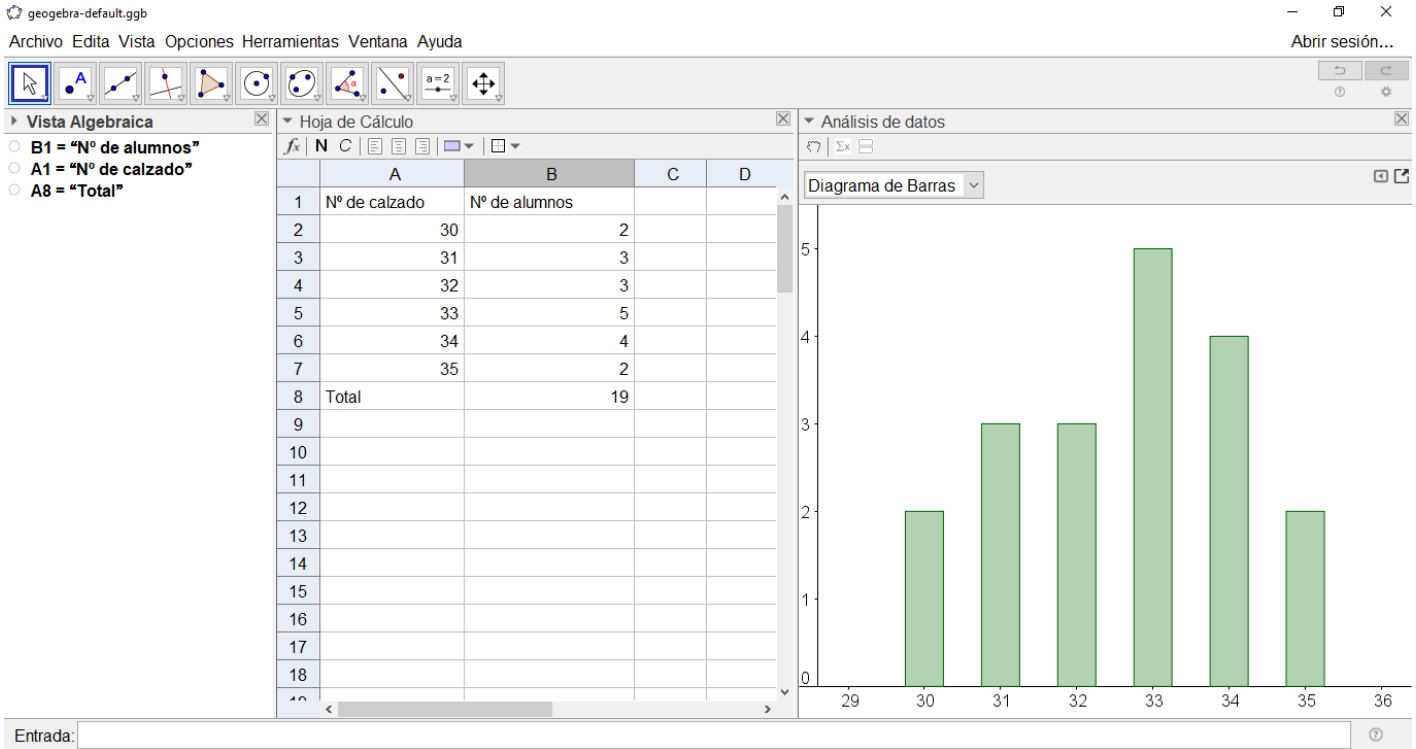 geogebra-default.ggb
Archivo Edita Vista Opciones Herramientas Ventana Ayuda
Abrir sesión...
A
a=2
Vista Algebraica
B1 = “Nº de alumnos”
A1 = “Nº de calzado”
A8 = “Total”
Hoja de Cálculo
fx N C
A B C D
1 Nº de calzado Nº de alumnos
2 30 2
3 31 3
4 32 3
5 33 5
6 34 4
7 35 2
8 Total 19
9
10
11
12
13
14
15
16
17
18
Análisis de datos
Σx
Diagrama de Barras
5
4
3
2
1
0
29 30 31 32 33 34 35 36
Entrada: